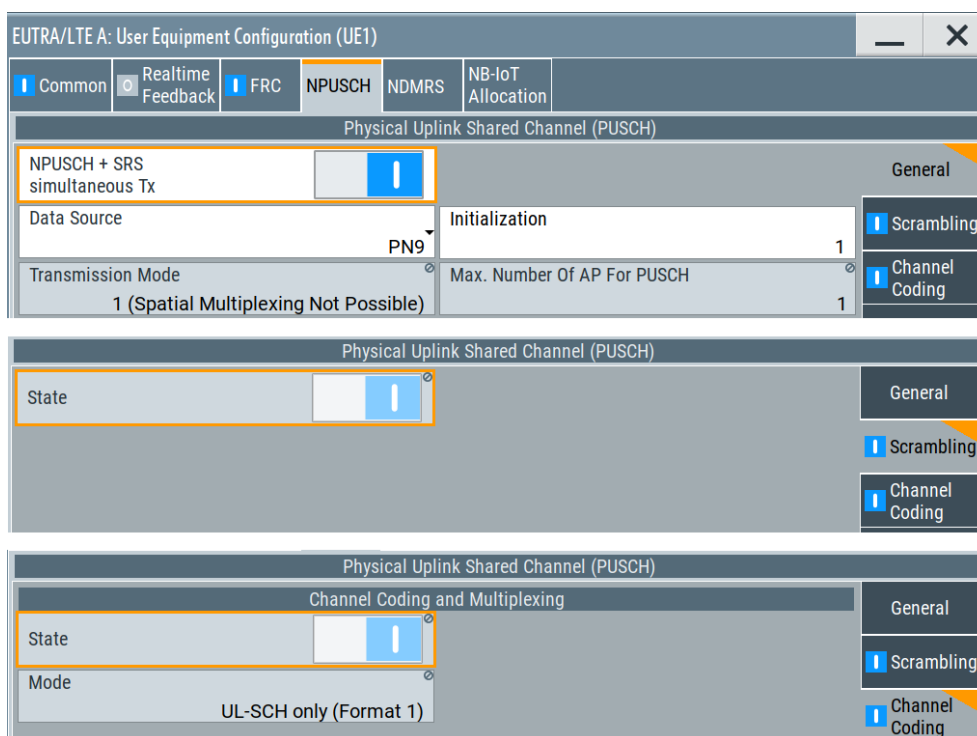 EUTRA/LTE A: User Equipment Configuration (UE1)
Common
Realtime
Feedback
FRC
NPUSCH
NDMRS
NB-IoT
Allocation
Physical Uplink Shared Channel (PUSCH)
NPUSCH + SRS
simultaneous Tx
General
Data Source
PN9
Initialization
1
Scrambling
Transmission Mode
1 (Spatial Multiplexing Not Possible)
Max. Number Of AP For PUSCH
1
Channel
Coding
Physical Uplink Shared Channel (PUSCH)
State
General
Scrambling
Channel
Coding
Physical Uplink Shared Channel (PUSCH)
Channel Coding and Multiplexing
General
State
Scrambling
Mode
UL-SCH only (Format 1)
Channel
Coding